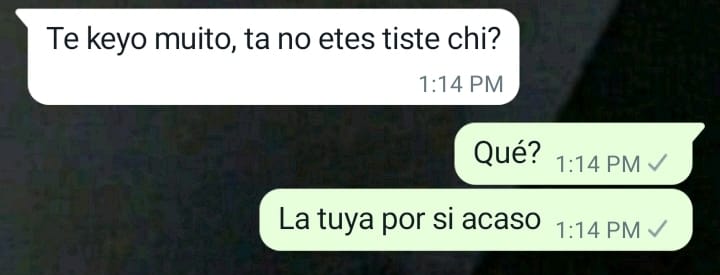 Te keyo muito, ta no etes tiste chi?
1:14 PM
Qué? 1:14 PM
La tuya por si acaso 1:14 PM